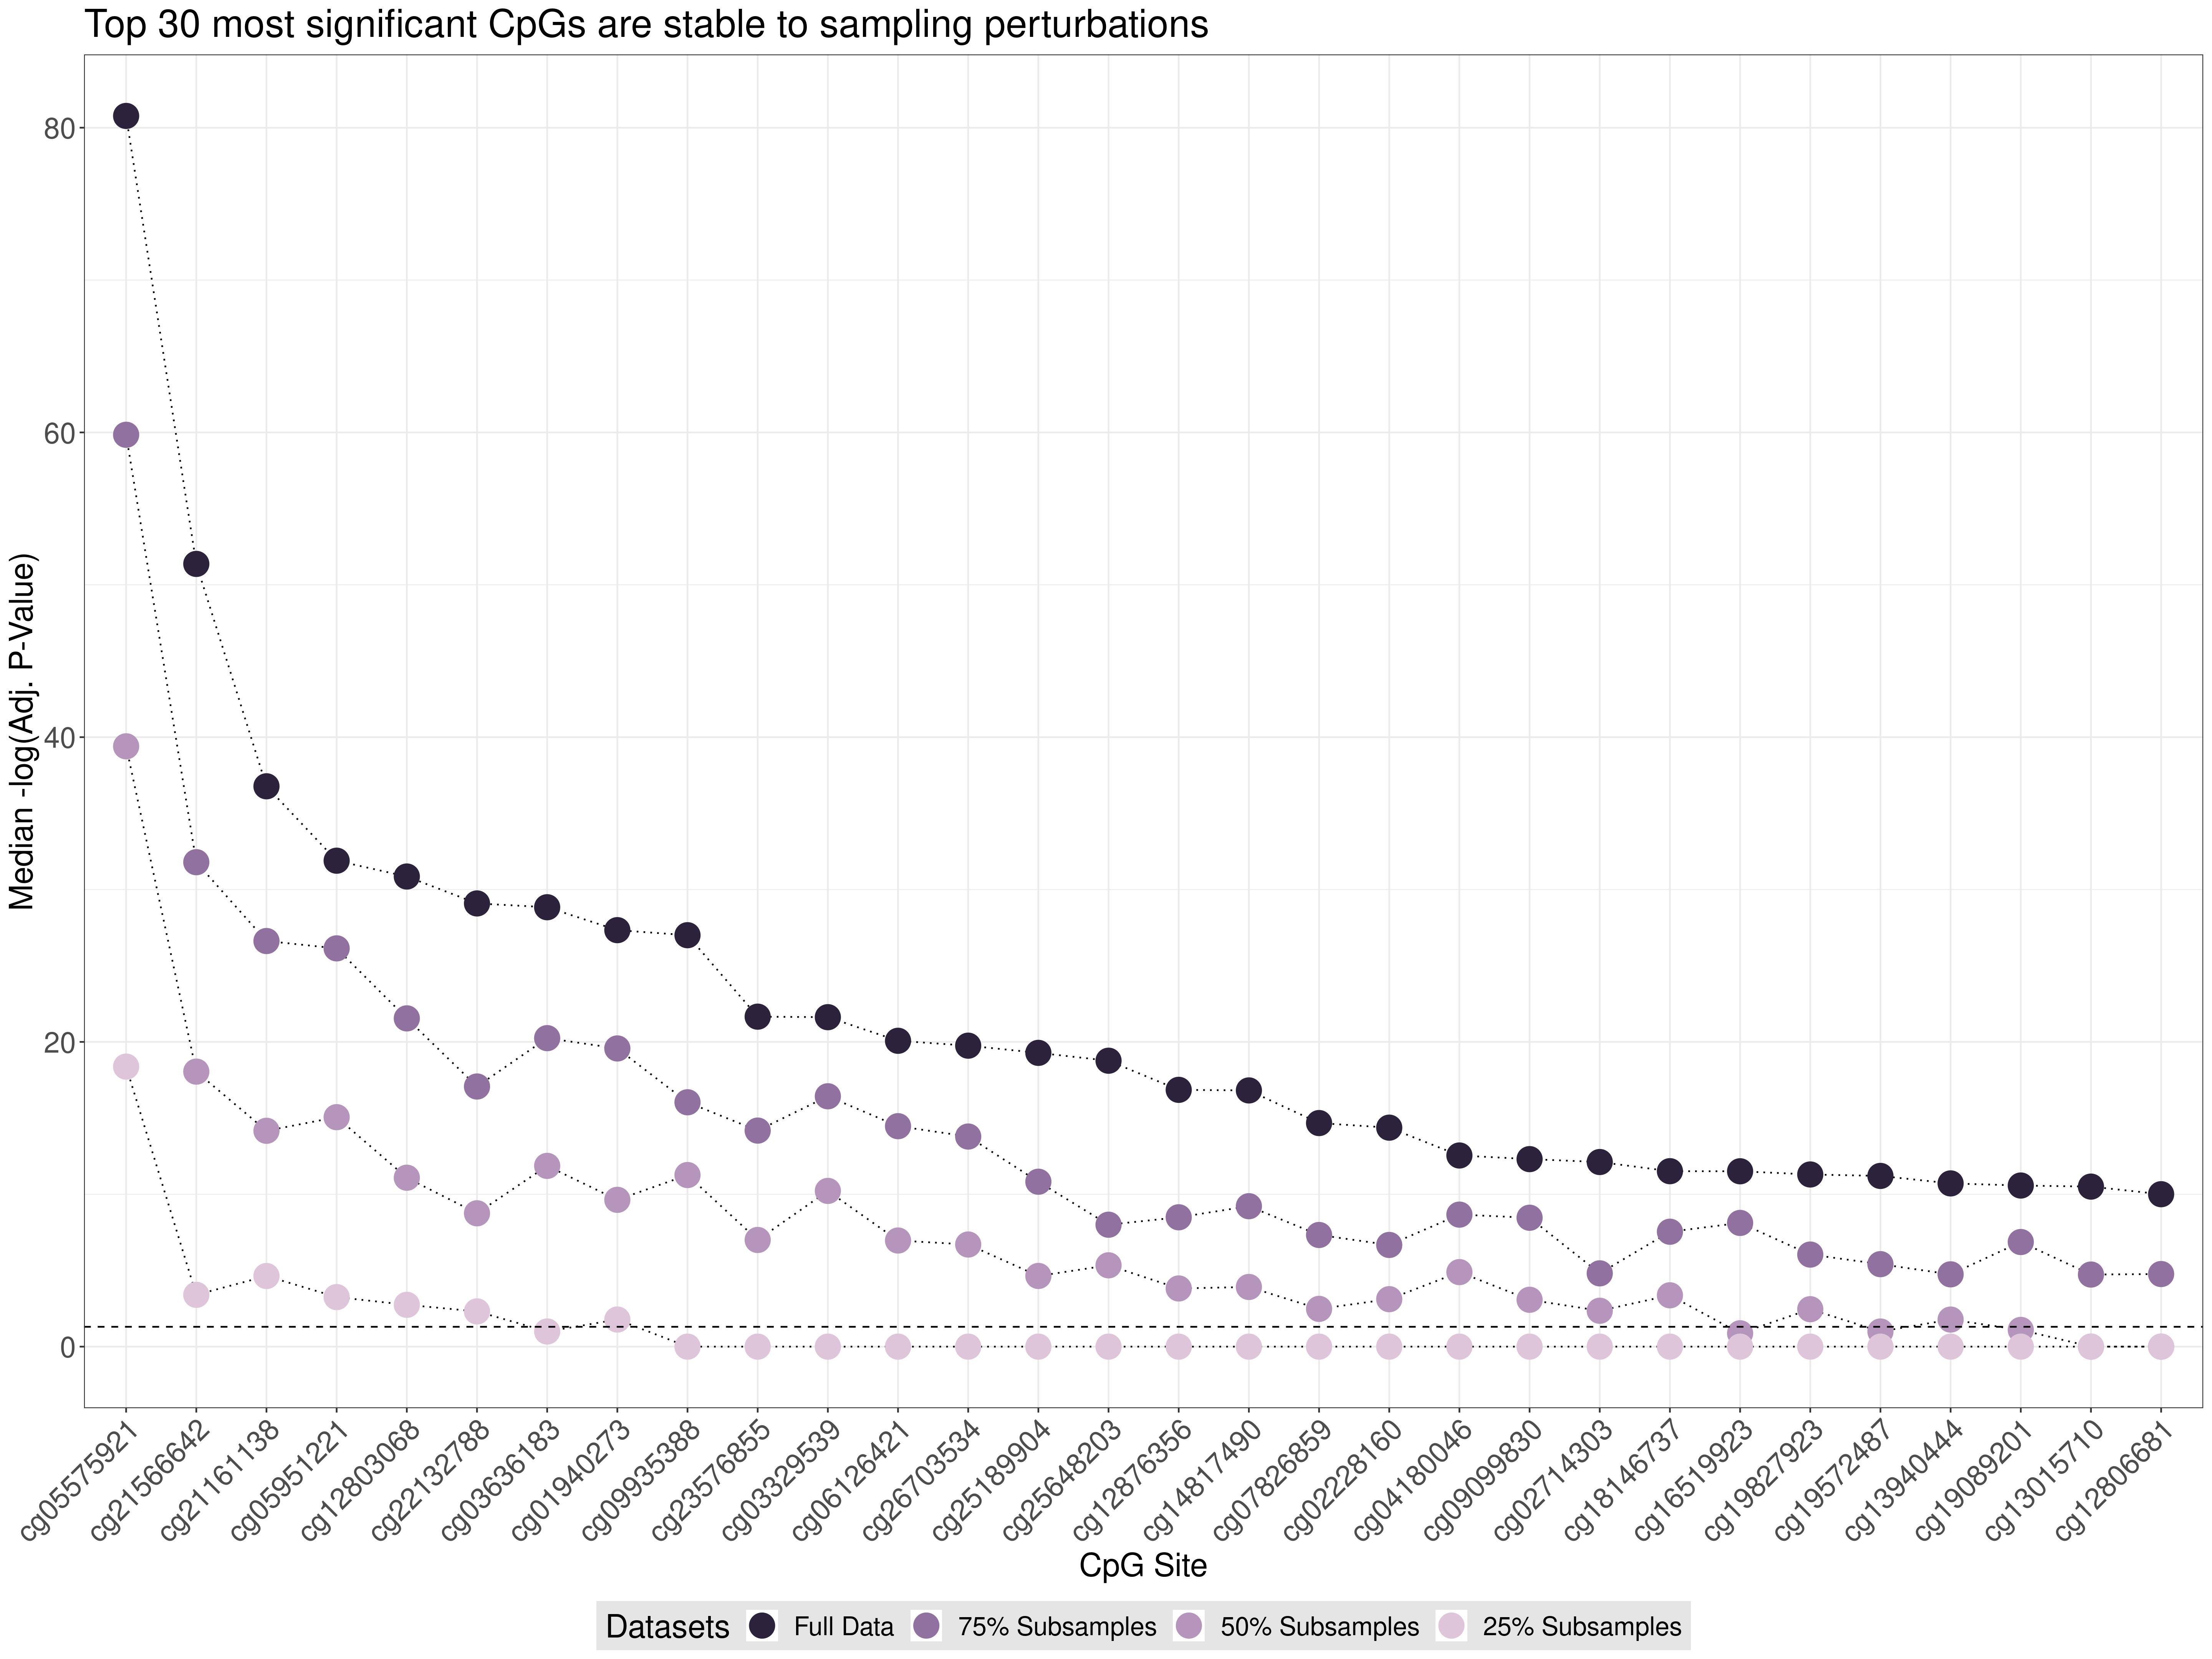 Top 30 most significant CpGs are stable to sampling perturbations
Median -log(Adj. P-Value)
80
60
40
20
0
cg05575921
cg21566642
cg21161138
cg05951221
cg12803068
cg22132788
cg03636183
cg01940273
cg09935388
cg23576855
cg03329539
cg06126421
cg26703534
cg25189904
cg25648203
cg12876356
cg14817490
cg07826859
cg02228160
cg04180046
cg09099830
cg02714303
cg18146737
cg16519923
cg19827923
cg19572487
cg13940444
cg19089201
cg13015710
cg12806681
CpG Site
Datasets Full Data 75% Subsamples 50% Subsamples 25% Subsamples